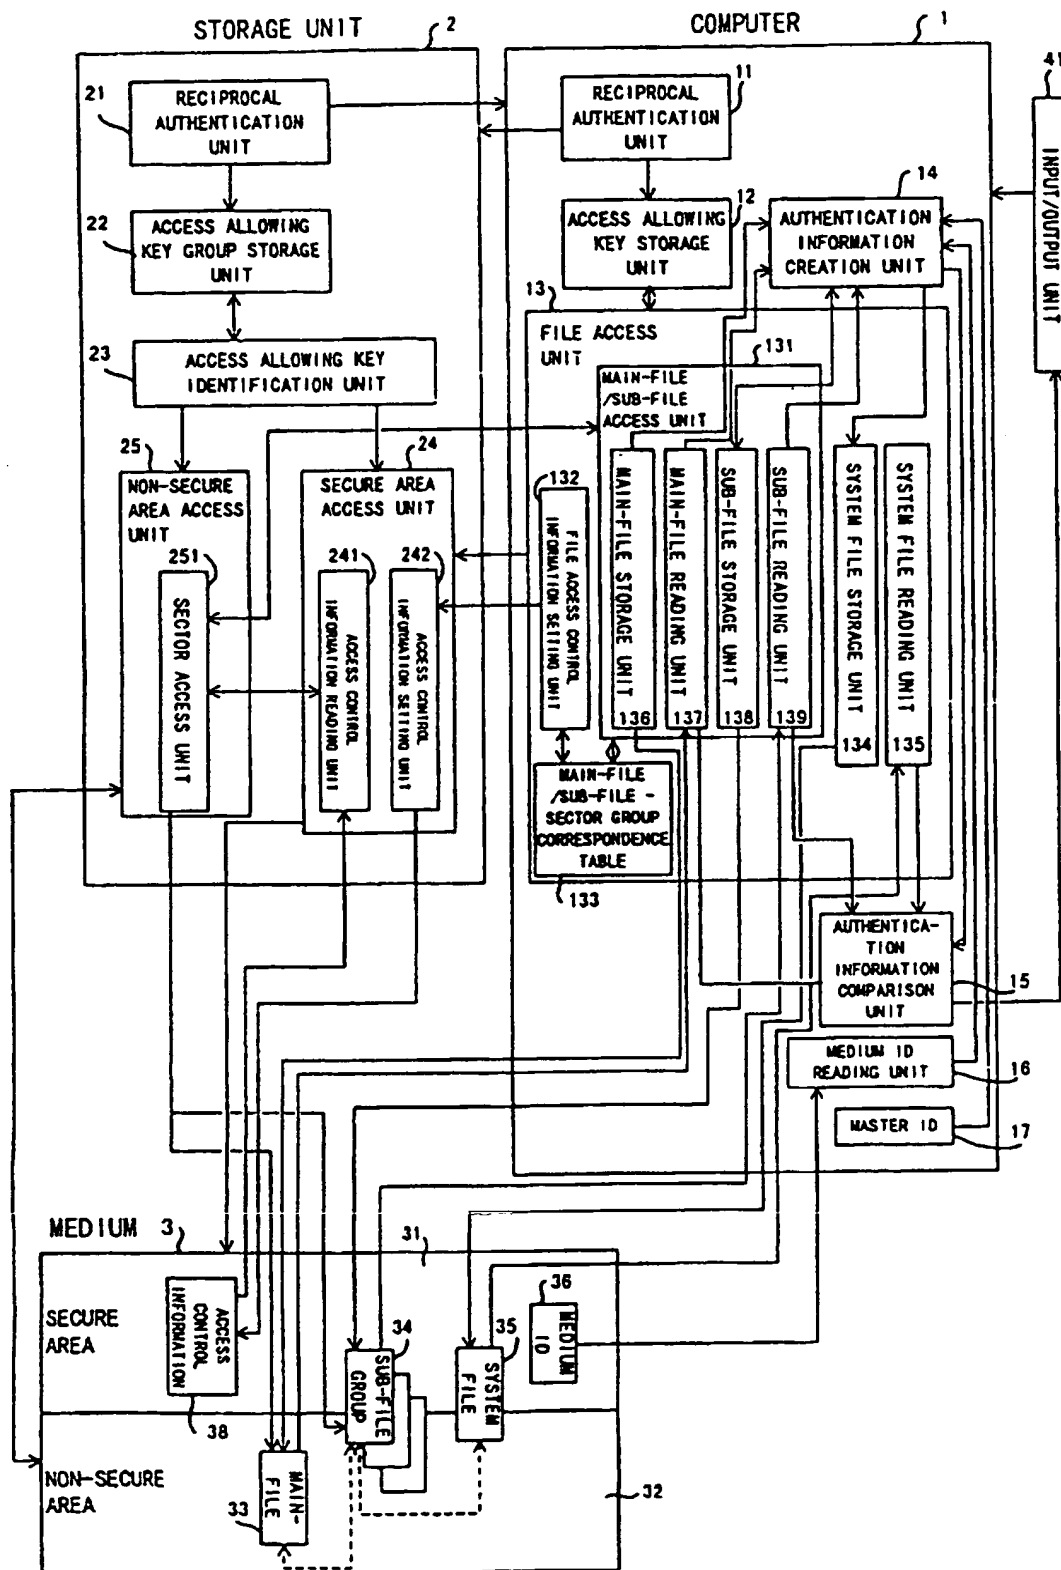 STORAGE UNIT
2
COMPUTER
1
41
INPUT/OUTPUT UNIT
21
RECIPROCAL
AUTHENTICATION
UNIT
11
RECIPROCAL
AUTHENTICATION
UNIT
22
ACCESS ALLOWING
KEY GROUP STORAGE
UNIT
12
ACCESS ALLOWING
KEY STORAGE
UNIT
14
AUTHENTICATION
INFORMATION
CREATION UNIT
23
ACCESS ALLOWING KEY
IDENTIFICATION UNIT
13
FILE ACCESS
UNIT
131
MAIN-FILE
/SUB-FILE
ACCESS UNIT
25
NON-SECURE
AREA ACCESS
UNIT
24
SECURE AREA
ACCESS UNIT
251
SECTOR ACCESS UNIT
241
ACCESS CONTROL
INFORMATION READING UNIT
242
ACCESS CONTROL
INFORMATION SETTING UNIT
132
FILE ACCESS CONTROL
INFORMATION SETTING UNIT
MAIN-FILE STORAGE UNIT
136
MAIN-FILE READING UNIT
137
SUB-FILE STORAGE UNIT
138
SUB-FILE READING UNIT
139
SYSTEM FILE STORAGE UNIT
134
SYSTEM FILE READING UNIT
135
MAIN-FILE
/SUB-FILE -
SECTOR GROUP
CORRESPONDENCE
TABLE
133
AUTHENTICA-
TION
INFORMATION
COMPARISON
UNIT
15
MEDIUM ID
READING UNIT
16
MASTER ID
17
MEDIUM 3
31
SECURE
AREA
ACCESS
CONTROL
INFORMATION
38
34
SUB-FILE
GROUP
35
SYSTEM
FILE
36
MEDIUM
ID
NON-SECURE
AREA
33
MAIN-
FILE
32